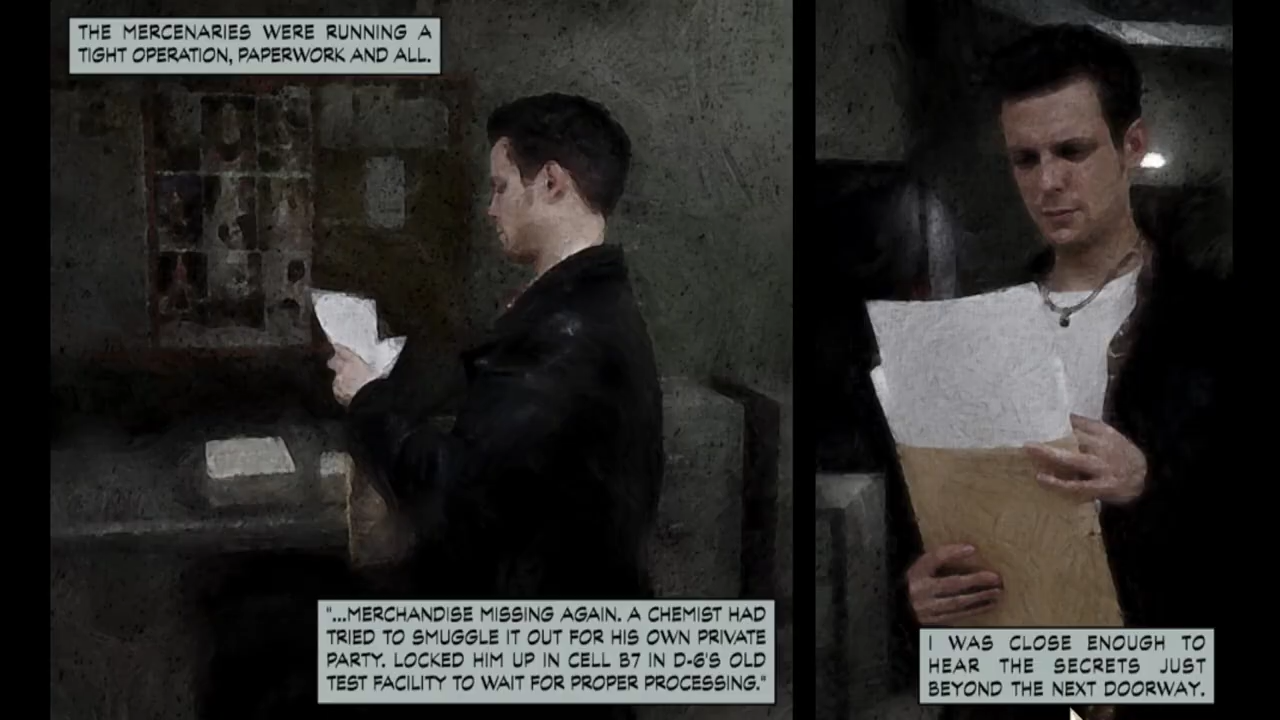 THE MERCENARIES WERE RUNNING A
TIGHT OPERATION, PAPERWORK AND ALL.
"...MERCHANDISE MISSING AGAIN. A CHEMIST HAD
TRIED TO SMUGGLE IT OUT FOR HIS OWN PRIVATE
PARTY. LOCKED HIM UP IN CELL B7 IN D-6'S OLD
TEST FACILITY TO WAIT FOR PROPER PROCESSING."
I WAS CLOSE ENOUGH TO
HEAR THE SECRETS JUST
BEYOND THE NEXT DOORWAY.